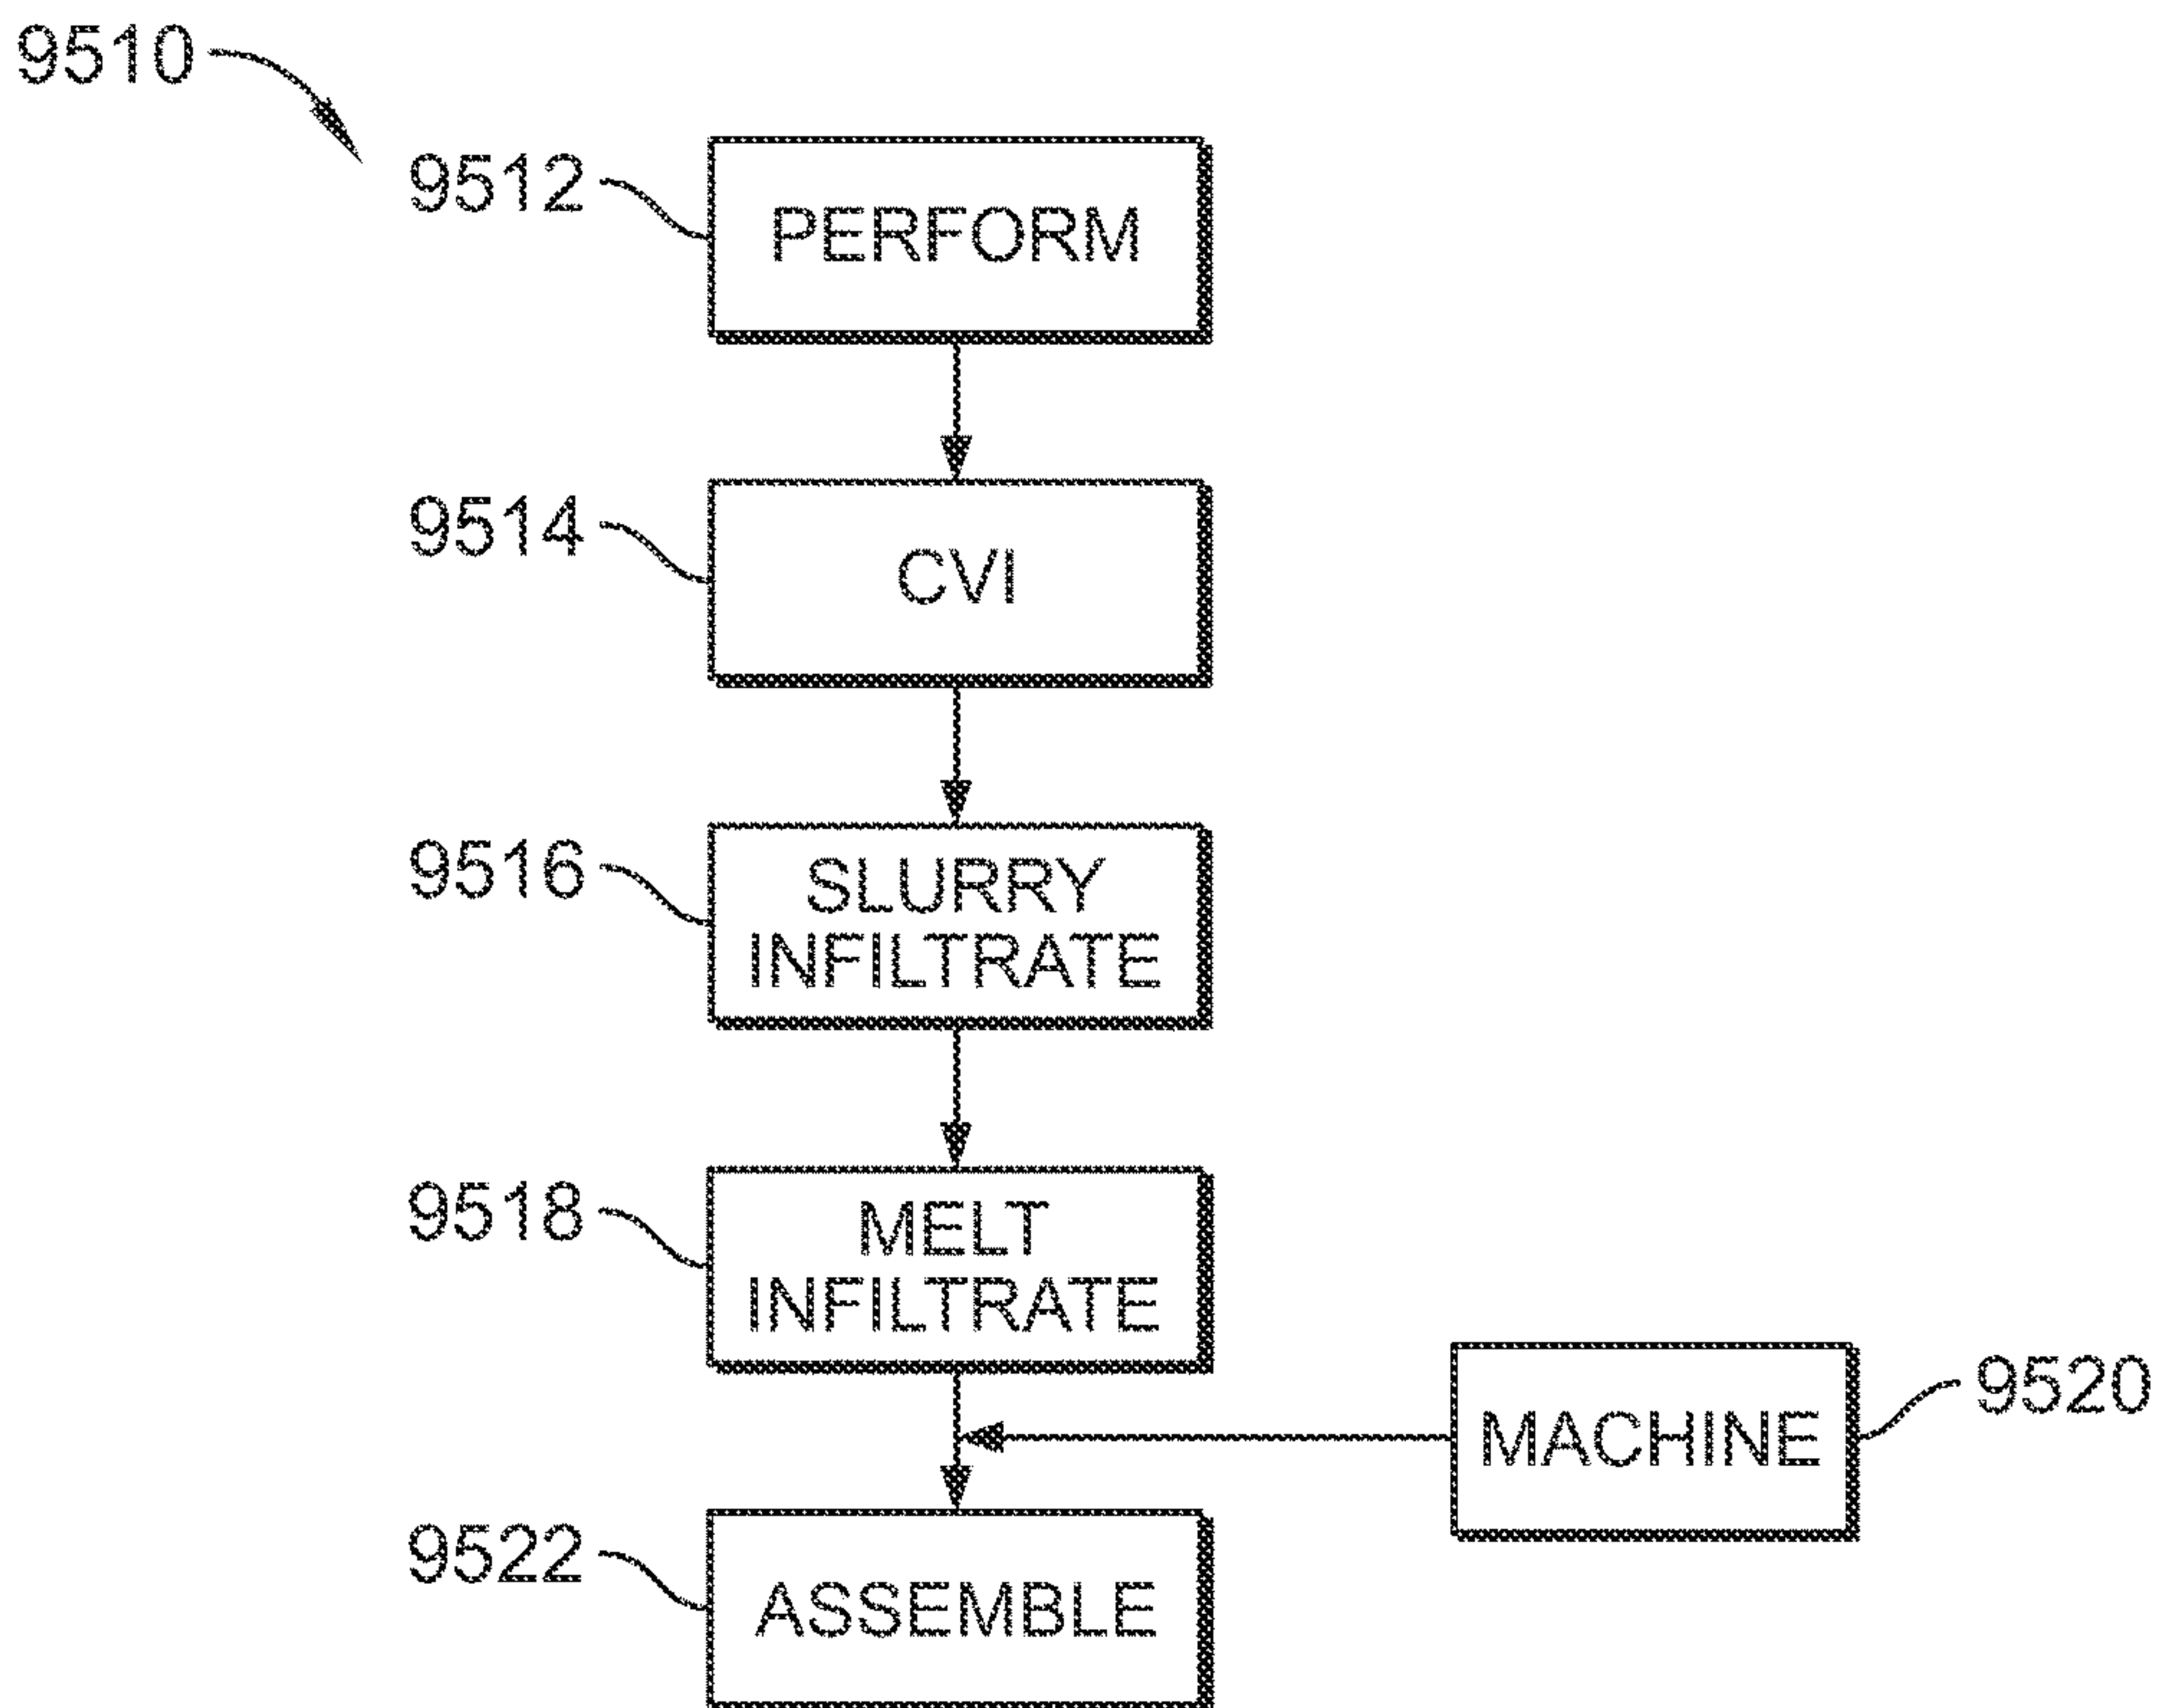 9510
9512
PERFORM
9514
CVI
9516
SLURRY
INFILTRATE
9518
MELT
INFILTRATE
MACHINE
9520
9522
ASSEMBLE